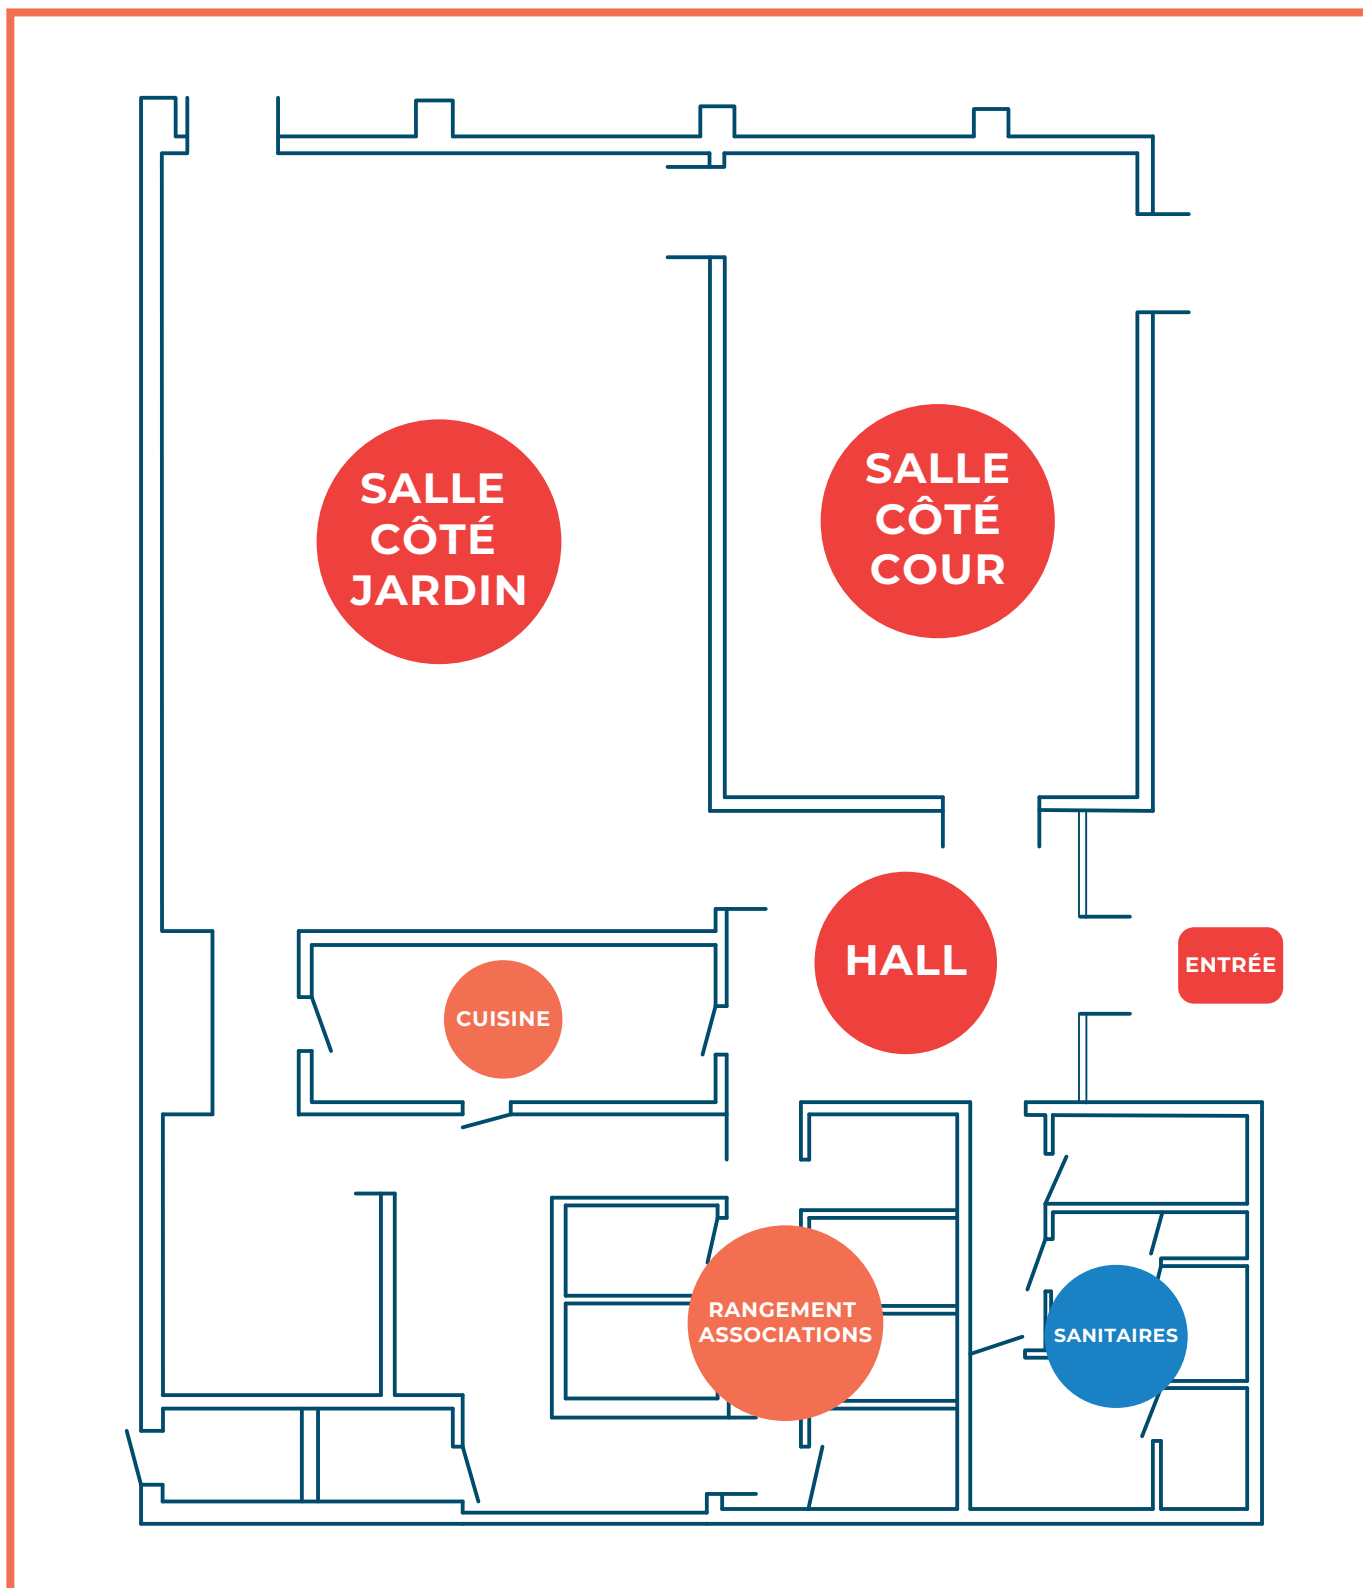 SALLE
CÔTÉ
JARDIN
SALLE
CÔTÉ
COUR
HALL
ENTRÉE
CUISINE
RANGEMENT
ASSOCIATIONS
SANITAIRES